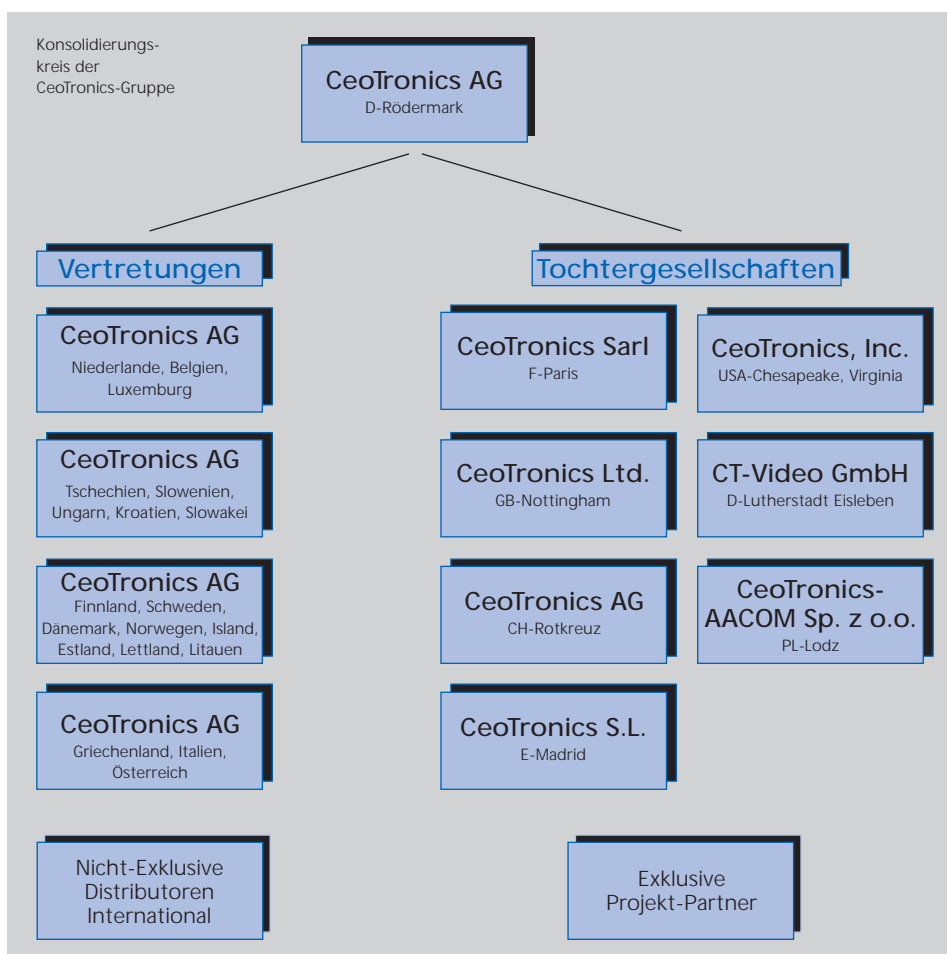 Konsolidierungs-
kreis der
CeoTronics-Gruppe
CeoTronics AG
D-Rödermark
Vertretungen
CeoTronics AG
Niederlande, Belgien,
Luxemburg
CeoTronics AG
Tschechien, Slowenien,
Ungarn, Kroatien, Slowakei
CeoTronics AG
Finnland, Schweden,
Dänemark, Norwegen, Island,
Estland, Lettland, Litauen
CeoTronics AG
Griechenland, Italien,
Österreich
Nicht-Exklusive
Distributoren
International
Tochtergesellschaften
CeoTronics Sarl
F-Paris
CeoTronics, Inc.
USA-Chesapeake, Virginia
CeoTronics Ltd.
GB-Nottingham
CT-Video GmbH
D-Lutherstadt Eisleben
CeoTronics AG
CH-Rotkreuz
CeoTronics-
AACOM Sp. z o.o.
PL-Lodz
CeoTronics S.L.
E-Madrid
Exklusive
Projekt-Partner